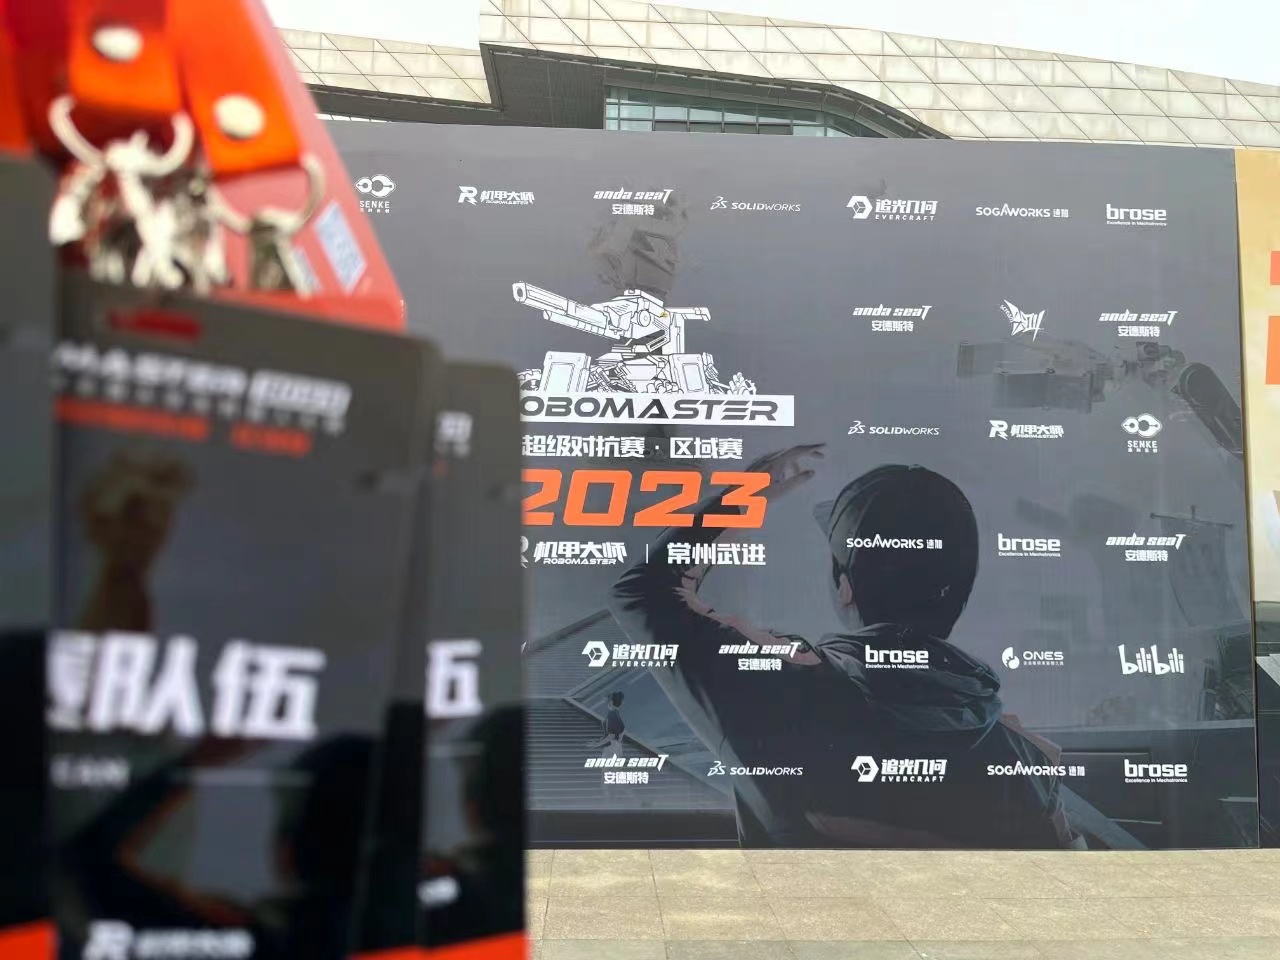 SENKE
机甲大师
ROBOMASTER
anda seaT
安德斯特
SOLIDWORKS
追光几何
EVERCRAFT
SOGAWORKS 速加
brose
Excellence in Mechatronics
anda seaT
安德斯特
anda seaT
安德斯特
OBOMASTER
超级对抗赛·区域赛
2023
机甲大师
ROBOMASTER
常州武进
SOLIDWORKS
机甲大师
ROBOMASTER
SENKE
SOGAWORKS 速加
brose
Excellence in Mechatronics
anda seaT
安德斯特
追光几何
EVERCRAFT
anda seaT
安德斯特
brose
Excellence in Mechatronics
ONES
bilibili
anda seaT
安德斯特
SOLIDWORKS
追光几何
EVERCRAFT
SOGAWORKS 速加
brose
Excellence in Mechatronics
MASTER 2023
队伍
伍